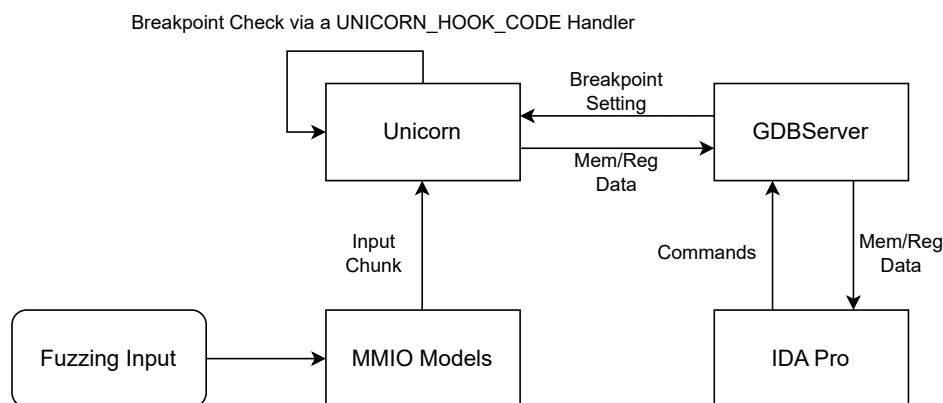 Breakpoint Check via a UNICORN_HOOK_CODE Handler
Unicorn
Breakpoint
Setting
GDBServer
Mem/Reg
Data
Input
Chunk
Commands
Mem/Reg
Data
Fuzzing Input
MMIO Models
IDA Pro